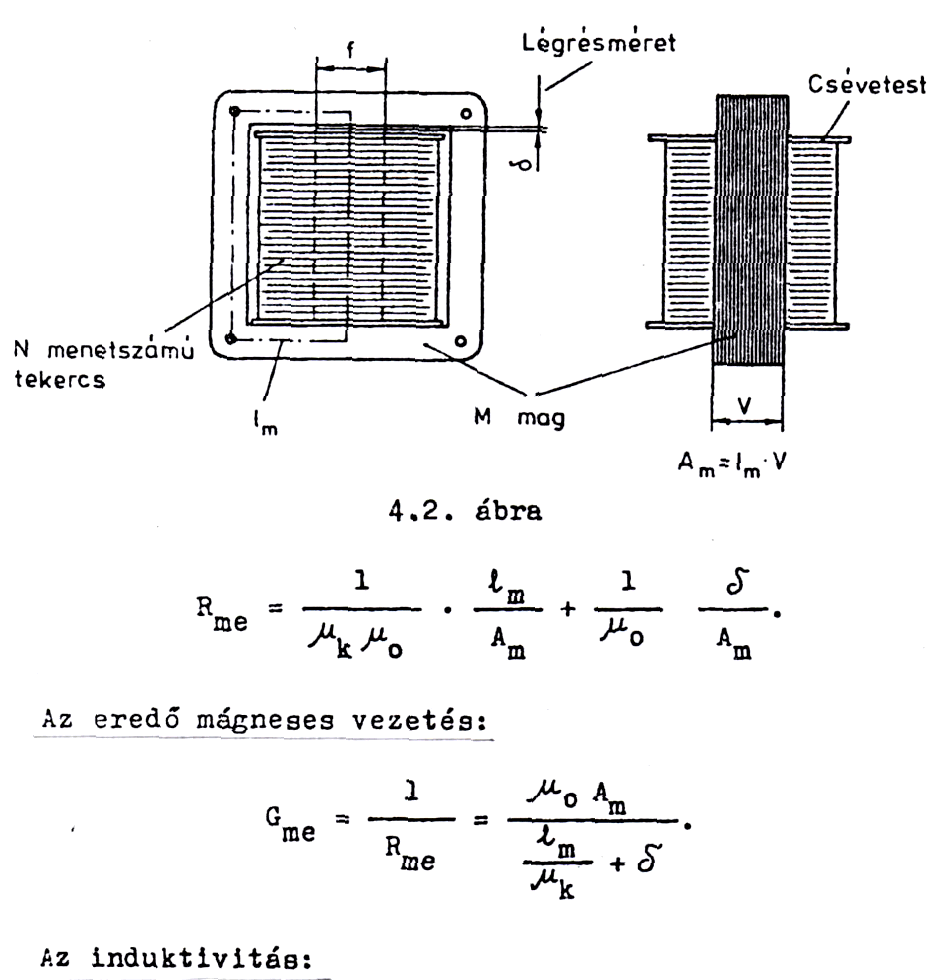 f
Légrésméret
Csévetest
δ
N menetszámú
tekercs
l_m
M mag
V
A_m = l_m · V
4.2. ábra
R_me = 1 / (μ_k μ_o) · ℓ_m / A_m + 1 / μ_o δ / A_m.
Az eredő mágneses vezetés:
G_me = 1 / R_me = μ_o A_m / (ℓ_m / μ_k + δ).
Az induktivitás: